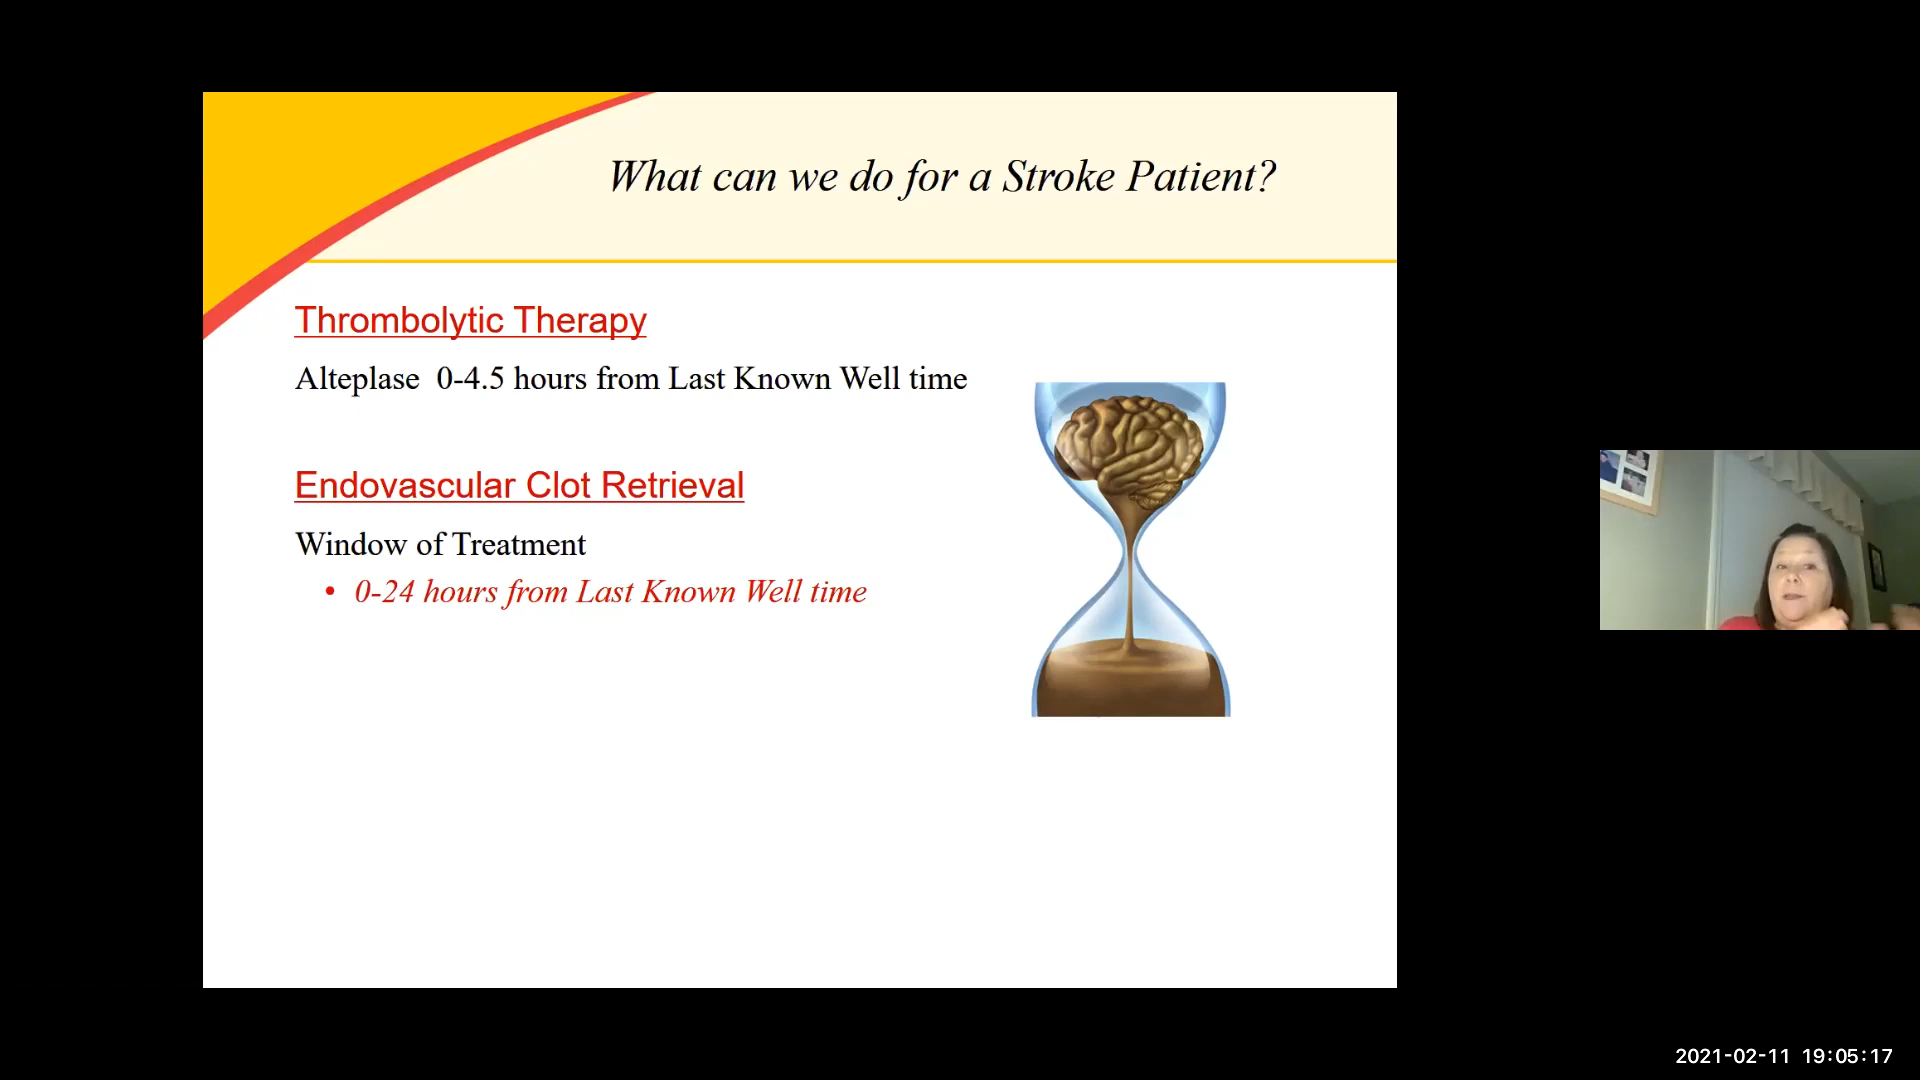 What can we do for a Stroke Patient?
Thrombolytic Therapy
Alteplase 0-4.5 hours from Last Known Well time
Endovascular Clot Retrieval
Window of Treatment
• 0-24 hours from Last Known Well time
2021-02-11 19:05:17